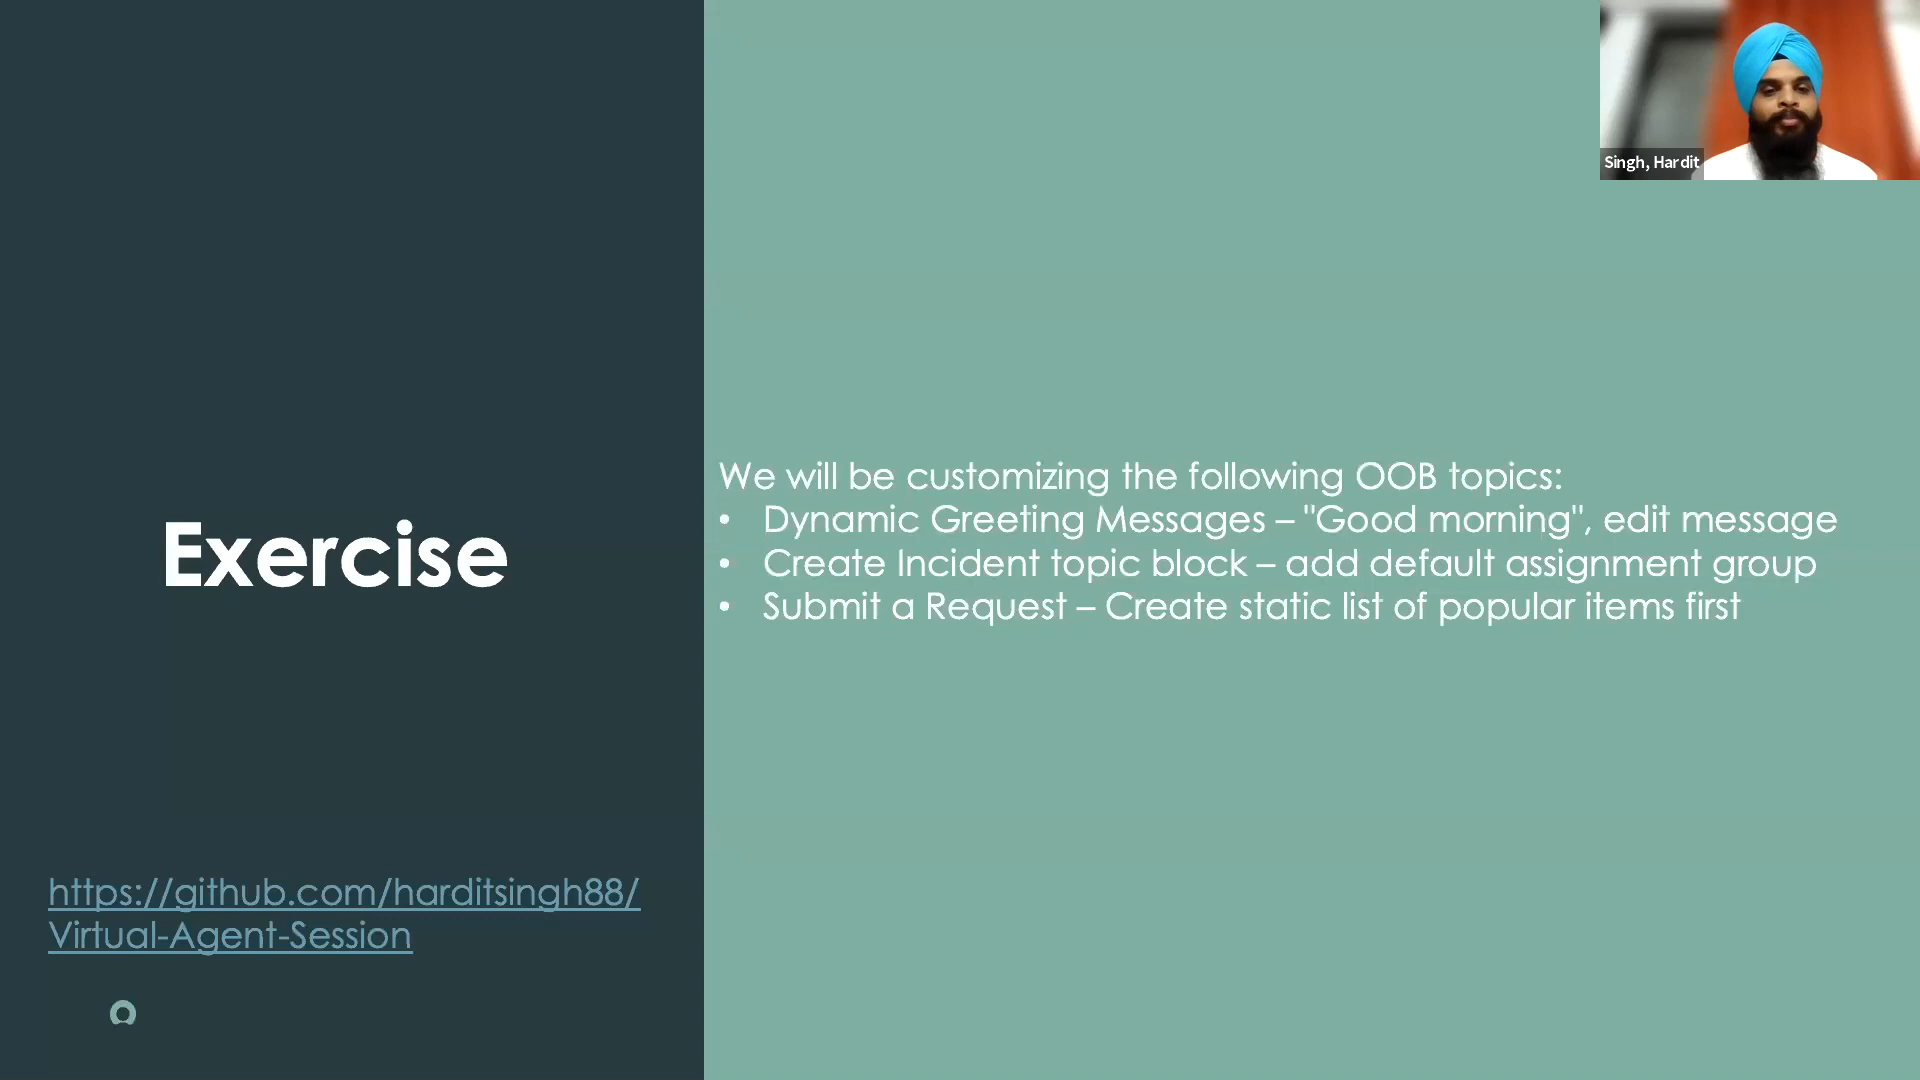 Singh, Hardit
Exercise
We will be customizing the following OOB topics:
• Dynamic Greeting Messages – "Good morning", edit message
• Create Incident topic block – add default assignment group
• Submit a Request – Create static list of popular items first
https://github.com/harditsingh88/
Virtual-Agent-Session